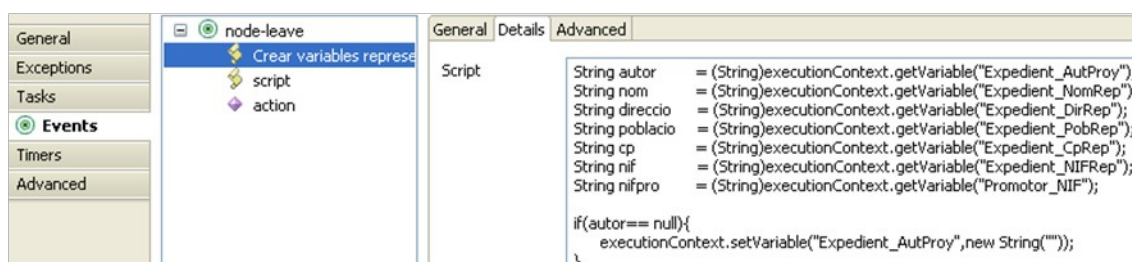 General
Exceptions
Tasks
Events
Timers
Advanced
node-leave
Crear variables represe
script
action
General Details Advanced
Script
String autor = (String)executionContext.getVariable("Expedient_AutProy");
String nom = (String)executionContext.getVariable("Expedient_NomRep")
String direccio = (String)executionContext.getVariable("Expedient_DirRep");
String poblacio = (String)executionContext.getVariable("Expedient_PobRep");
String cp = (String)executionContext.getVariable("Expedient_CpRep");
String nif = (String)executionContext.getVariable("Expedient_NIFRep");
String nifpro = (String)executionContext.getVariable("Promotor_NIF");
if(autor== null){
executionContext.setVariable("Expedient_AutProy",new String(""));
}